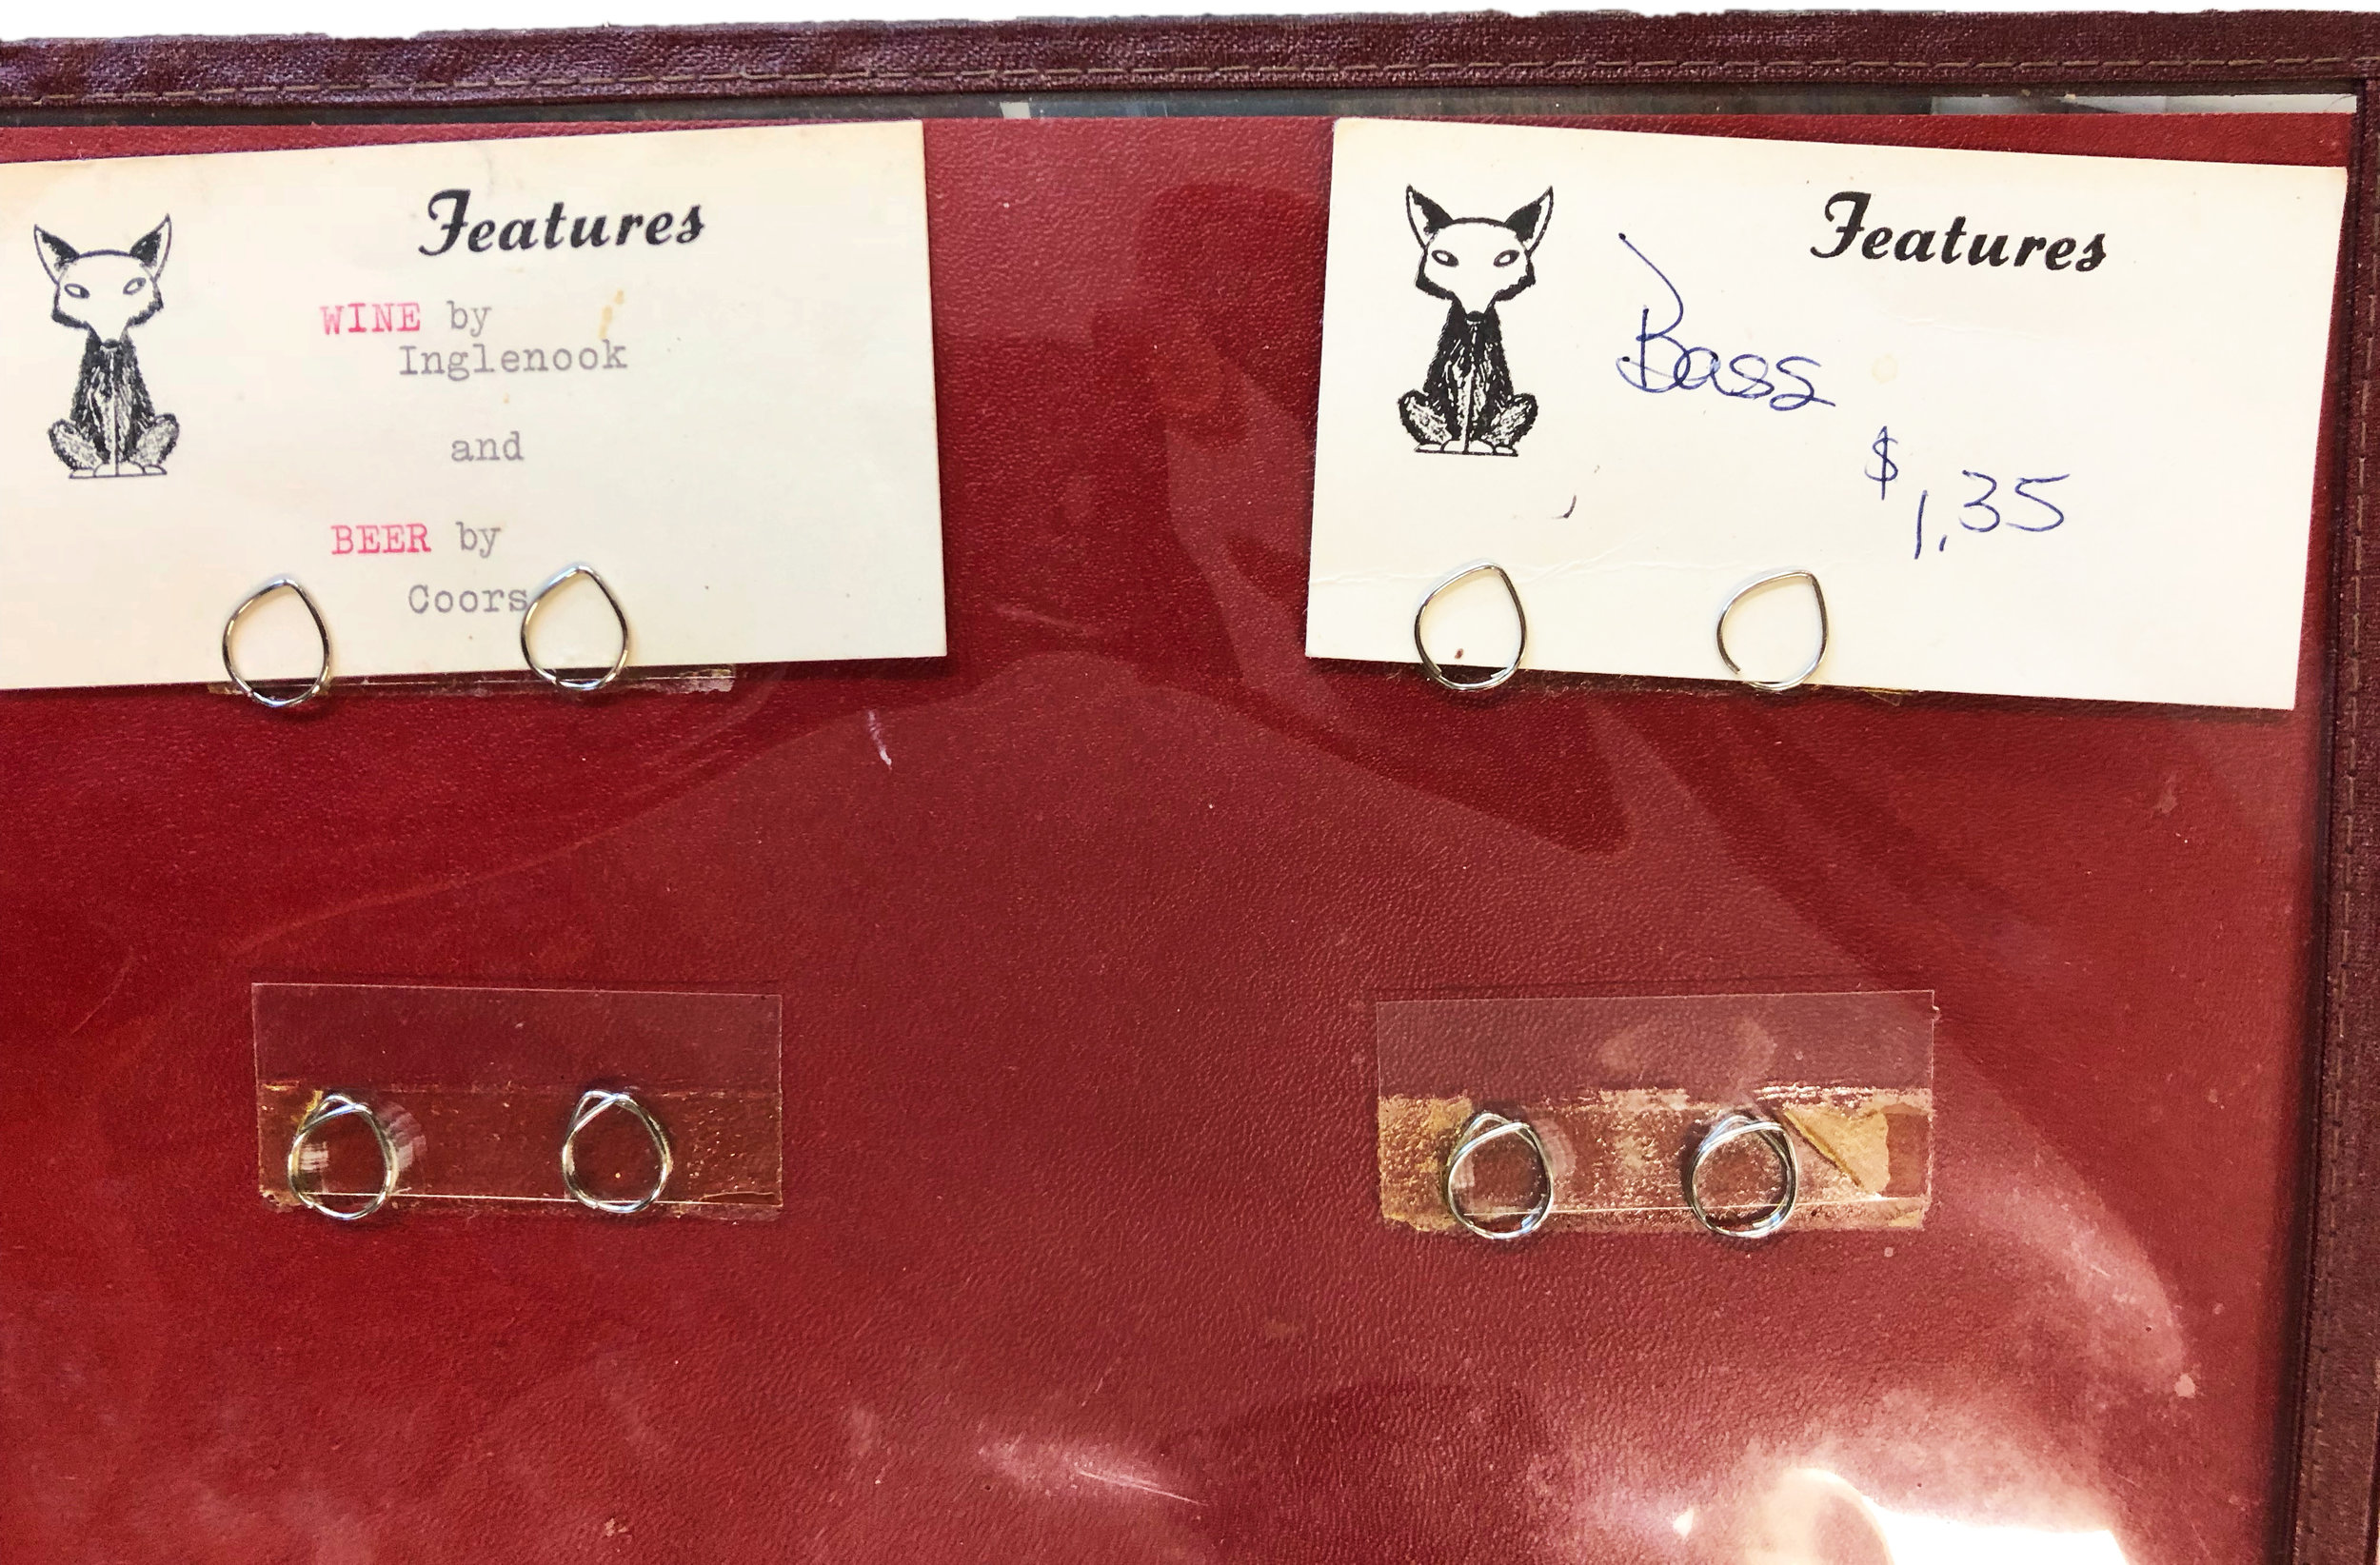 Features
WINE by
Inglenook
and
BEER by
Coors
Features
Bass
$1.35